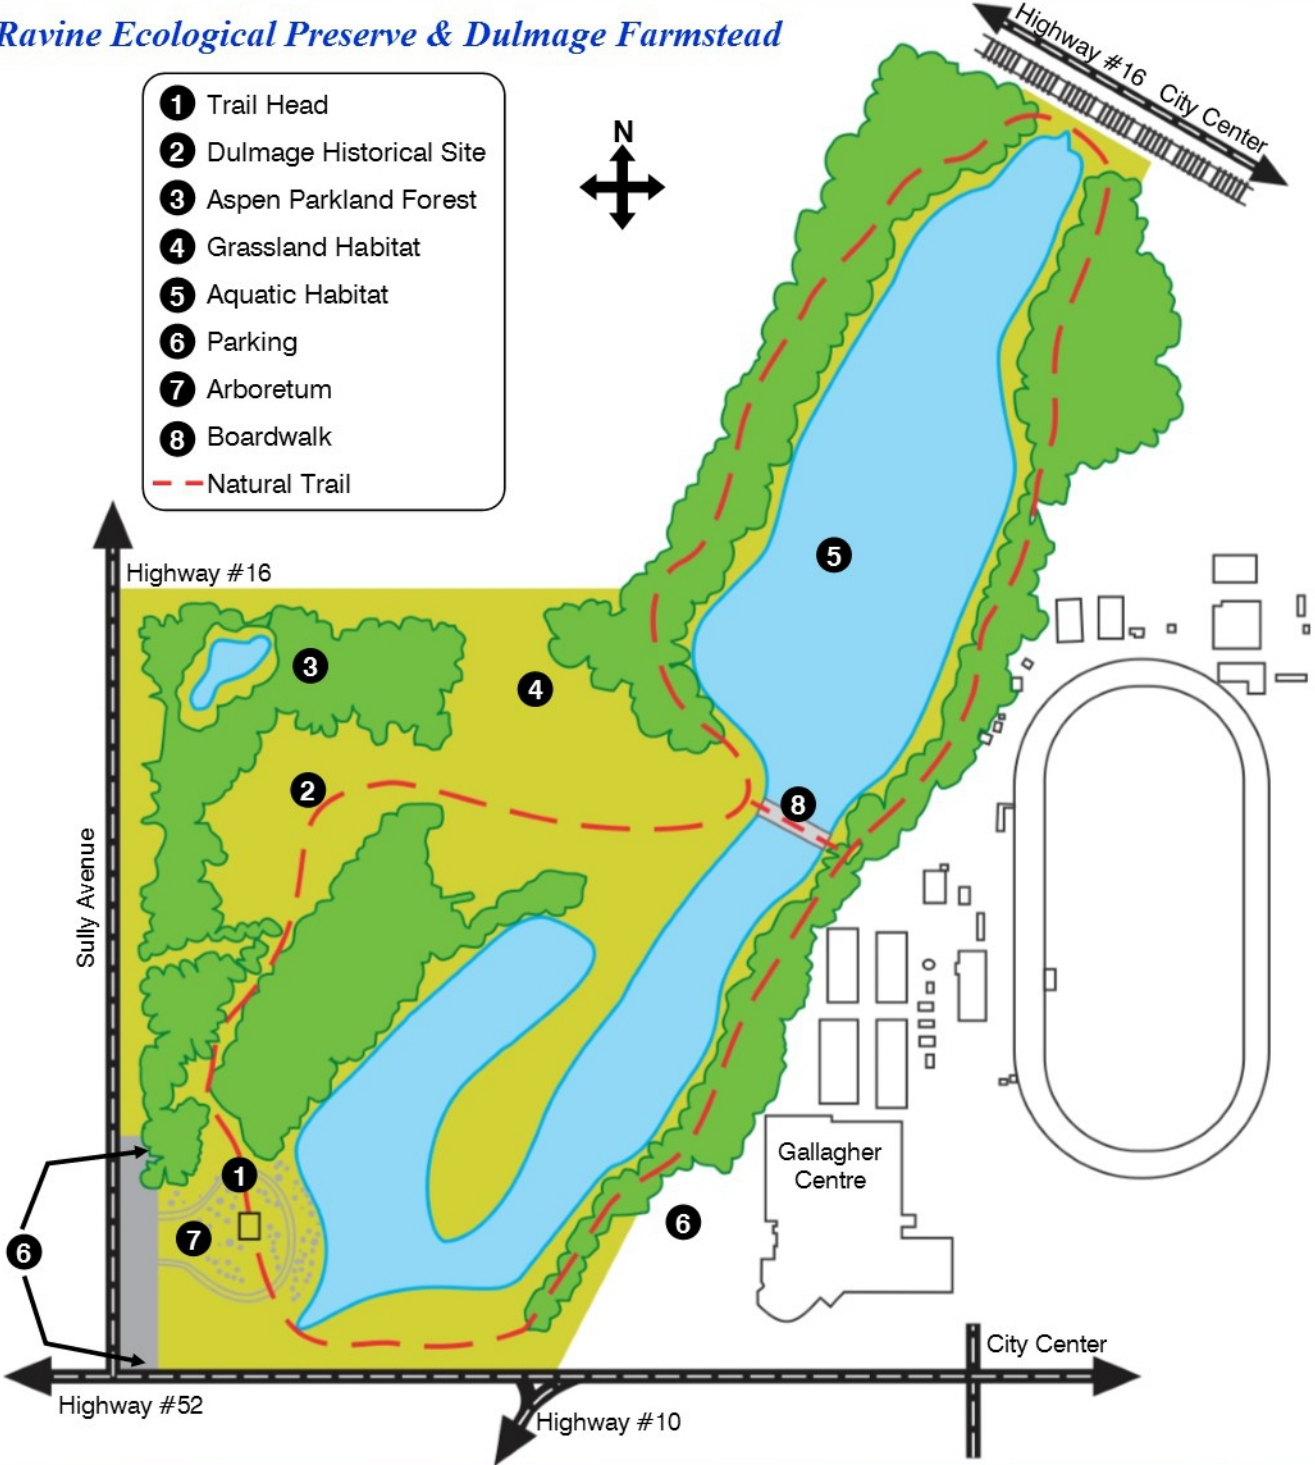 Ravine Ecological Preserve & Dulmage Farmstead
Highway #16 City Center
1 Trail Head
2 Dulmage Historical Site
3 Aspen Parkland Forest
4 Grassland Habitat
5 Aquatic Habitat
6 Parking
7 Arboretum
8 Boardwalk
Natural Trail
N
5
Highway #16
3
4
2
8
Sully Avenue
1
Gallagher
Centre
6
7
6
City Center
Highway #52
Highway #10